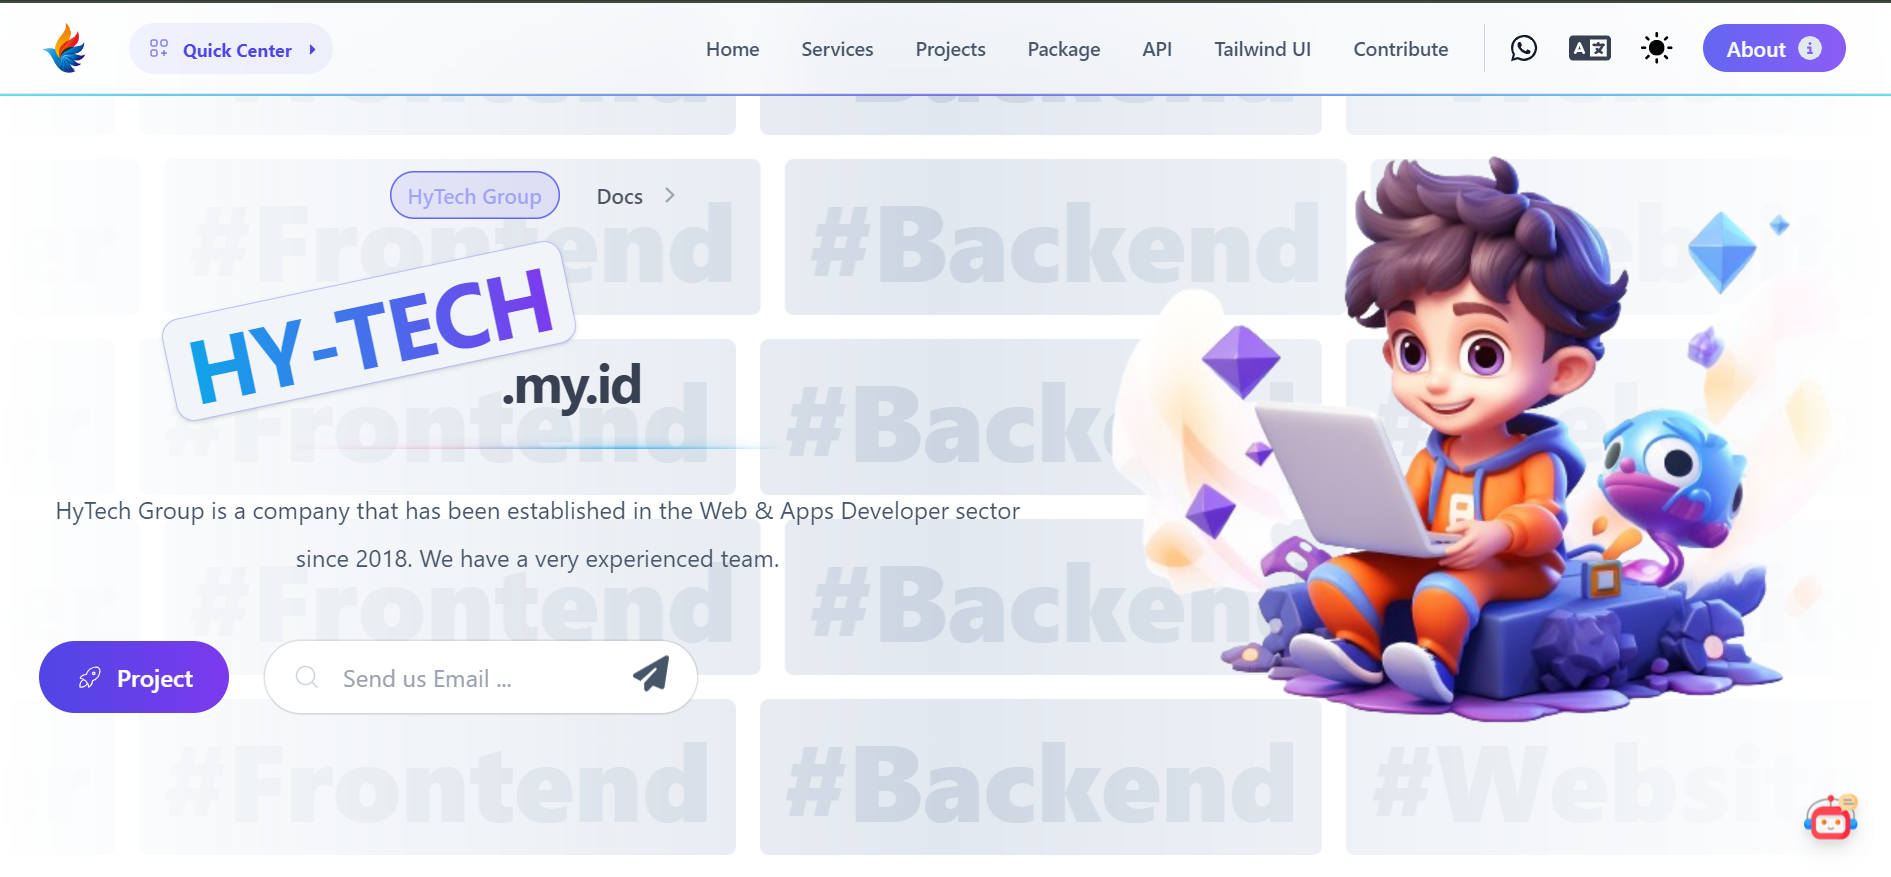 Quick Center
Home Services Projects Package API Tailwind UI Contribute
A
About i
HyTech Group Docs
#Frontend #Backend
HY-TECH
.my.id
#Frontend
HyTech Group is a company that has been established in the Web & Apps Developer sector
since 2018. We have a very experienced team.
#Frontend #Backend
Project
Send us Email ...
#Frontend #Backend